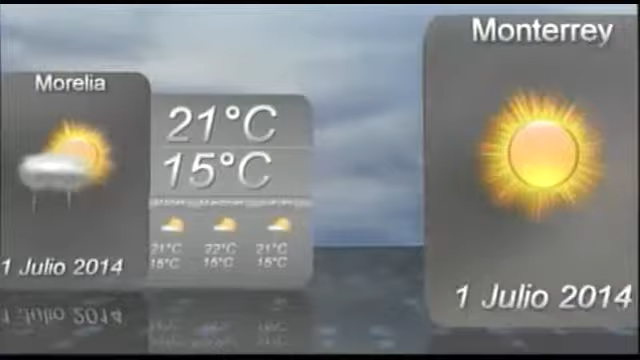 Morelia
21°C
15°C
21°C 22°C 21°C
15°C 15°C 15°C
1 Julio 2014
Monterrey
1 Julio 2014